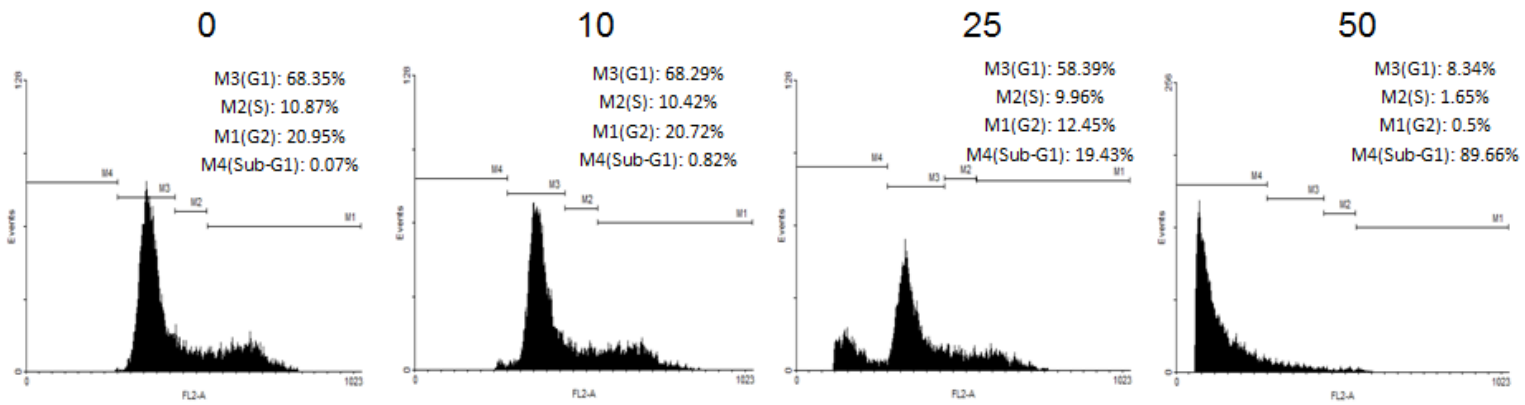 0
M3(G1): 68.35%
M2(S): 10.87%
M1(G2): 20.95%
M4(Sub-G1): 0.07%
128
M4
M3
M2
M1
Events
0
0
1023
FL2-A
10
M3(G1): 68.29%
M2(S): 10.42%
M1(G2): 20.72%
M4(Sub-G1): 0.82%
128
M4
M3
M2
M1
Events
0
0
1023
FL2-A
25
M3(G1): 58.39%
M2(S): 9.96%
M1(G2): 12.45%
M4(Sub-G1): 19.43%
128
M4
M3
M2
M1
Events
0
0
1023
FL2-A
50
M3(G1): 8.34%
M2(S): 1.65%
M1(G2): 0.5%
M4(Sub-G1): 89.66%
256
M4
M3
M2
M1
Events
0
0
1023
FL2-A